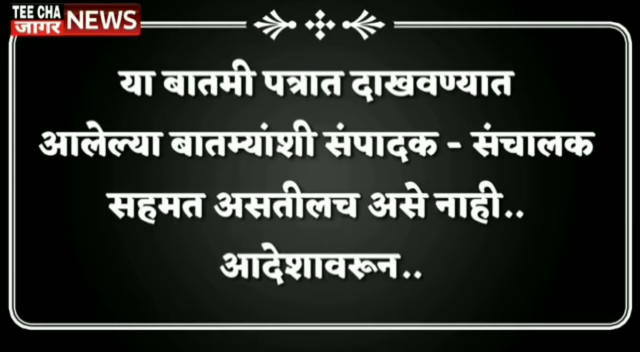 TEE CHA
जागर NEWS
या बातमी पत्रात दाखवण्यात
आलेल्या बातम्यांशी संपादक - संचालक
सहमत असतीलच असे नाही..
आदेशावरून..